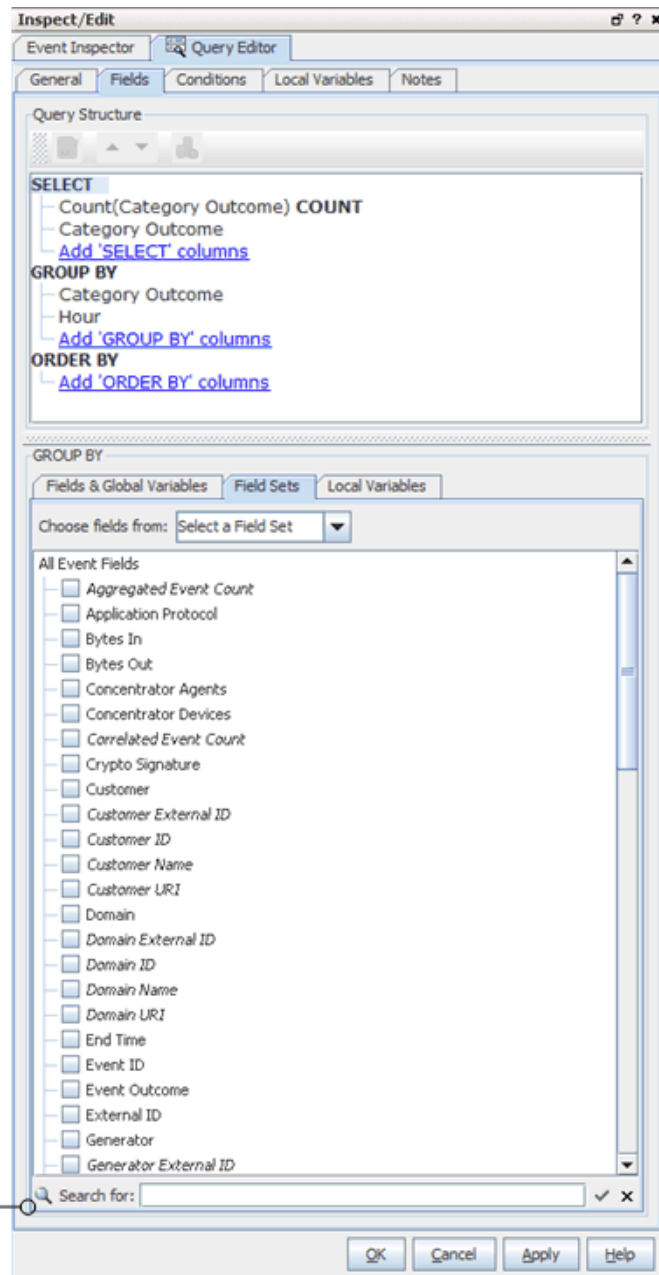 Inspect/Edit ? x
Event Inspector Query Editor
General Fields Conditions Local Variables Notes
Query Structure
SELECT
Count(Category Outcome) COUNT
Category Outcome
Add 'SELECT' columns
GROUP BY
Category Outcome
Hour
Add 'GROUP BY' columns
ORDER BY
Add 'ORDER BY' columns
GROUP BY
Fields & Global Variables Field Sets Local Variables
Choose fields from: Select a Field Set
All Event Fields
Aggregated Event Count
Application Protocol
Bytes In
Bytes Out
Concentrator Agents
Concentrator Devices
Correlated Event Count
Crypto Signature
Customer
Customer External ID
Customer ID
Customer Name
Customer URI
Domain
Domain External ID
Domain ID
Domain Name
Domain URI
End Time
Event ID
Event Outcome
External ID
Generator
Generator External ID
Search for:
OK Cancel Apply Help